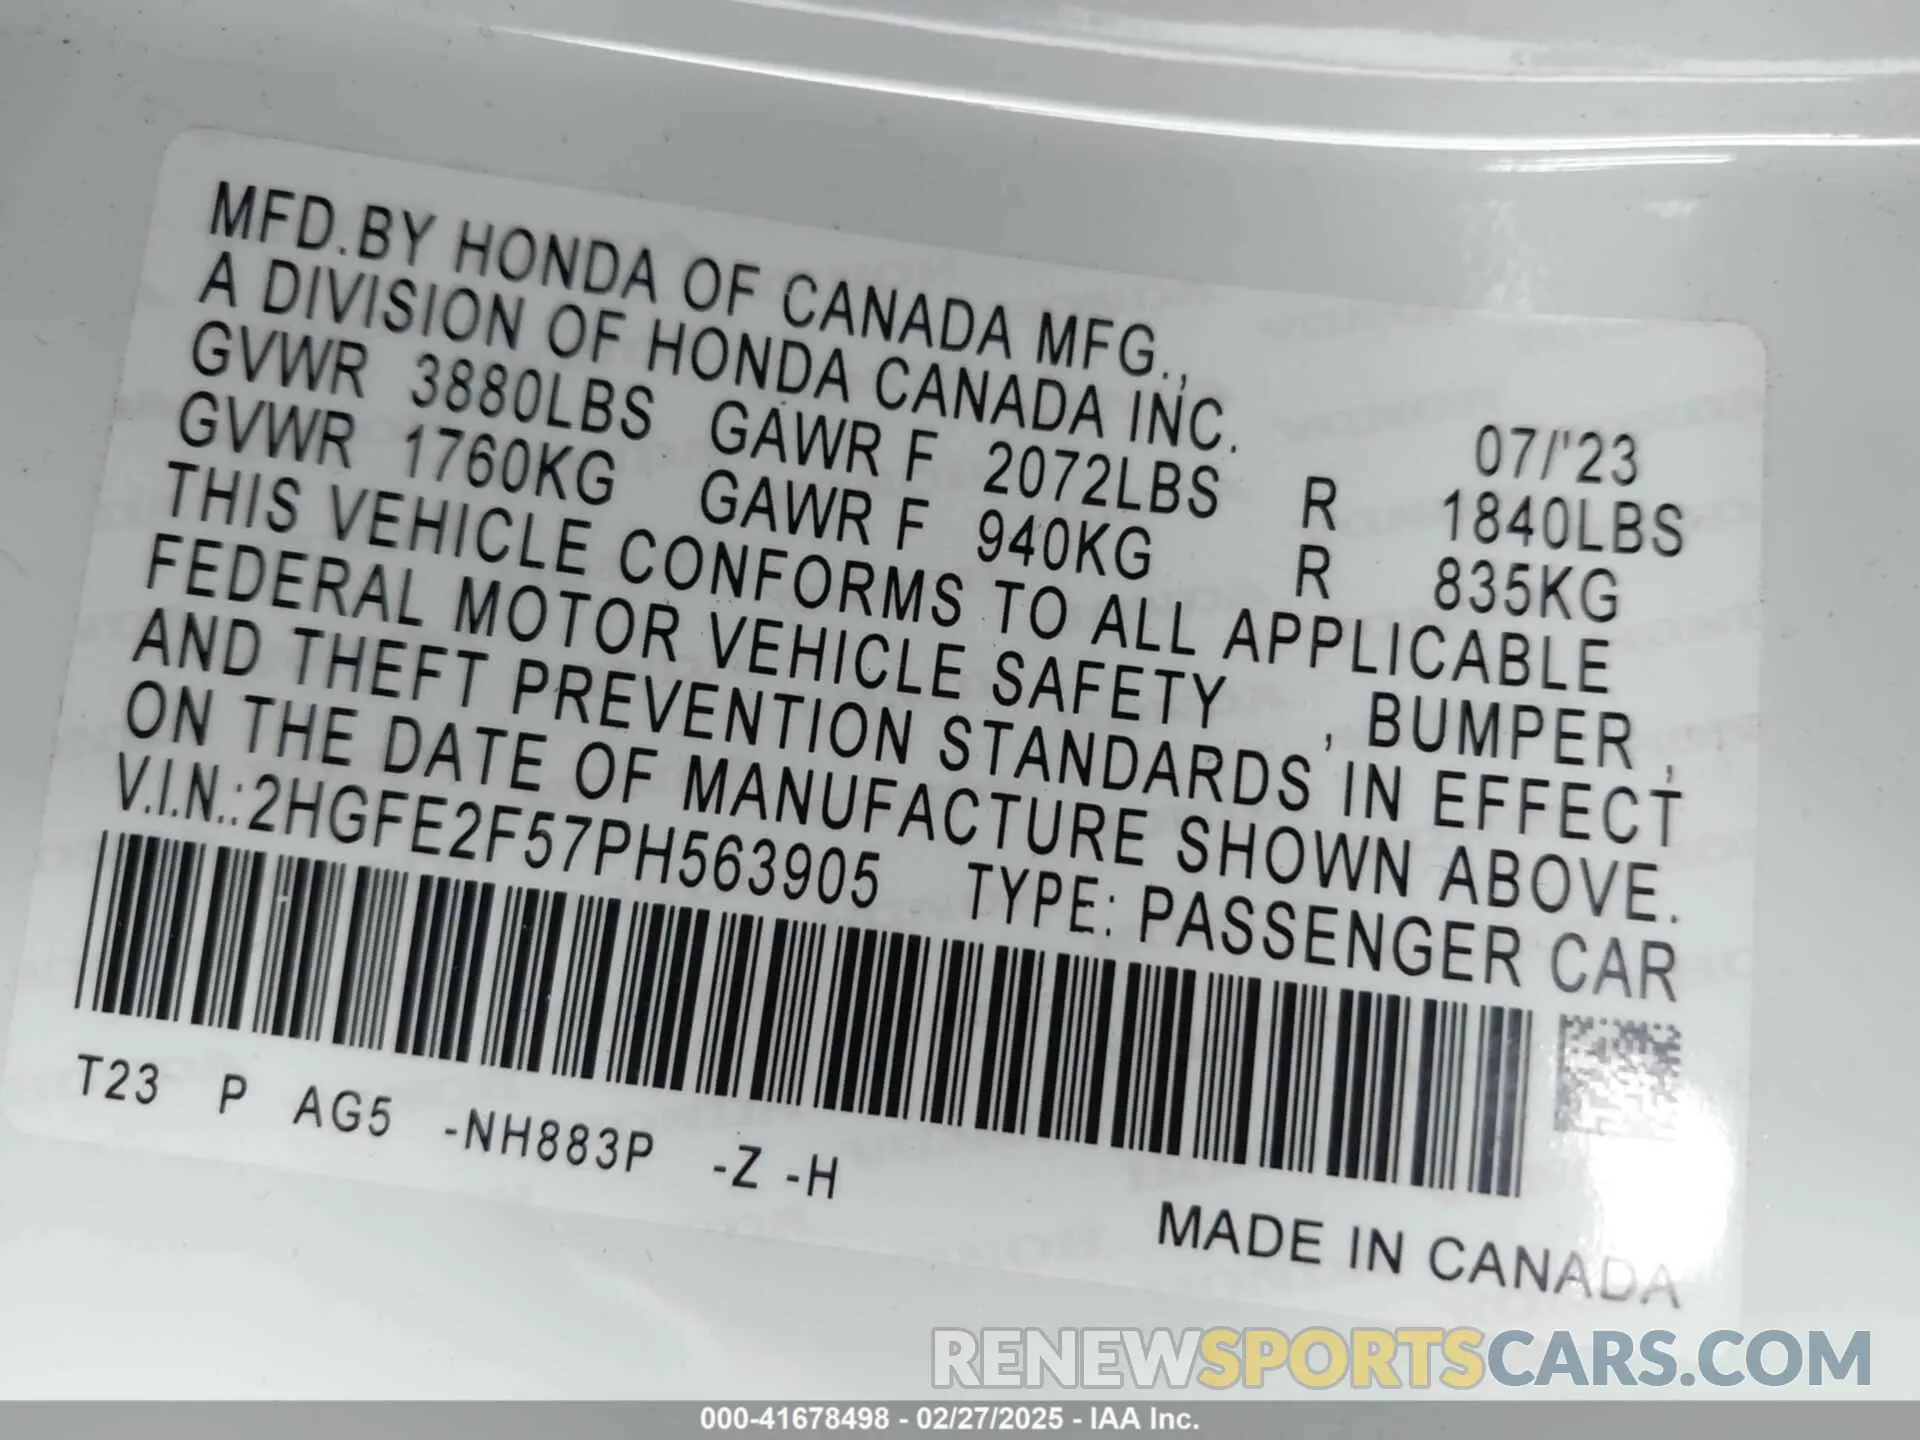 MFD.BY HONDA OF CANADA MFG.,
A DIVISION OF HONDA CANADA INC. 07/'23
GVWR 3880LBS GAWR F 2072LBS R 1840LBS
GVWR 1760KG GAWR F 940KG R 835KG
THIS VEHICLE CONFORMS TO ALL APPLICABLE
FEDERAL MOTOR VEHICLE SAFETY , BUMPER ,
AND THEFT PREVENTION STANDARDS IN EFFECT
ON THE DATE OF MANUFACTURE SHOWN ABOVE.
V.I.N.:2HGFE2F57PH563905 TYPE: PASSENGER CAR
T23 P AG5 -NH883P -Z -H
MADE IN CANADA
RENEWSPORTSCARS.COM
000-41678498 - 02/27/2025 - IAA Inc.